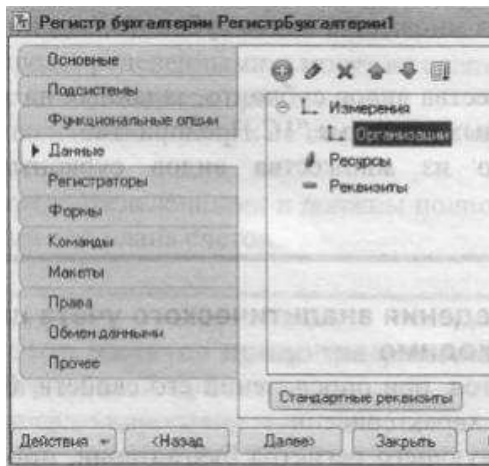 Регистр бухгалтерии РегистрБухгалтерии1
Основные
Подсистемы
Функциональные опции
Данные
Регистраторы
Формы
Команды
Макеты
Права
Обмен данными
Прочее
Измерения
Организации
Ресурсы
Реквизиты
Стандартные реквизиты
Действия
<Назад
Далее>
Закрыть